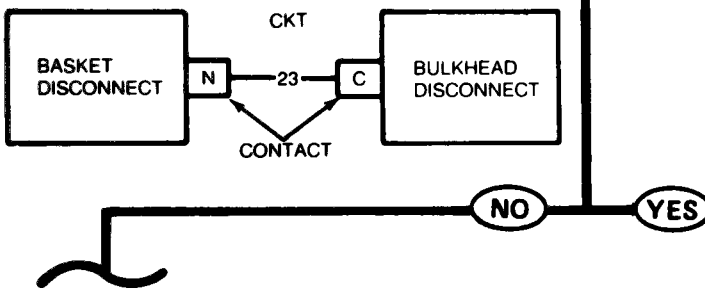 CKT
BASKET
DISCONNECT
N
23
C
BULKHEAD
DISCONNECT
CONTACT
NO
YES